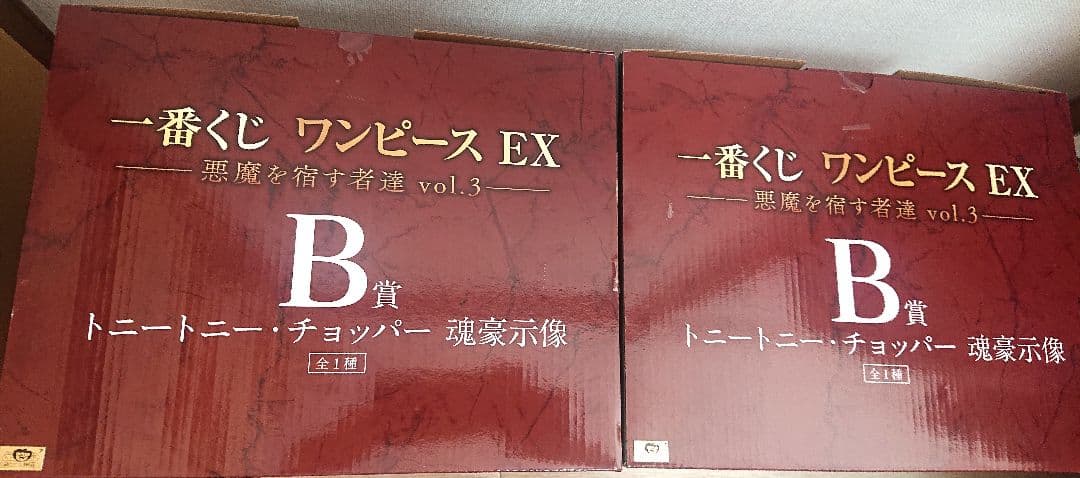 一番くじ ワンピース EX
悪魔を宿す者達 vol.3
B賞
トニートニー・チョッパー 魂豪示像
全1種
一番くじ ワンピース EX
悪魔を宿す者達 vol.3
B賞
トニートニー・チョッパー 魂豪示像
全1種